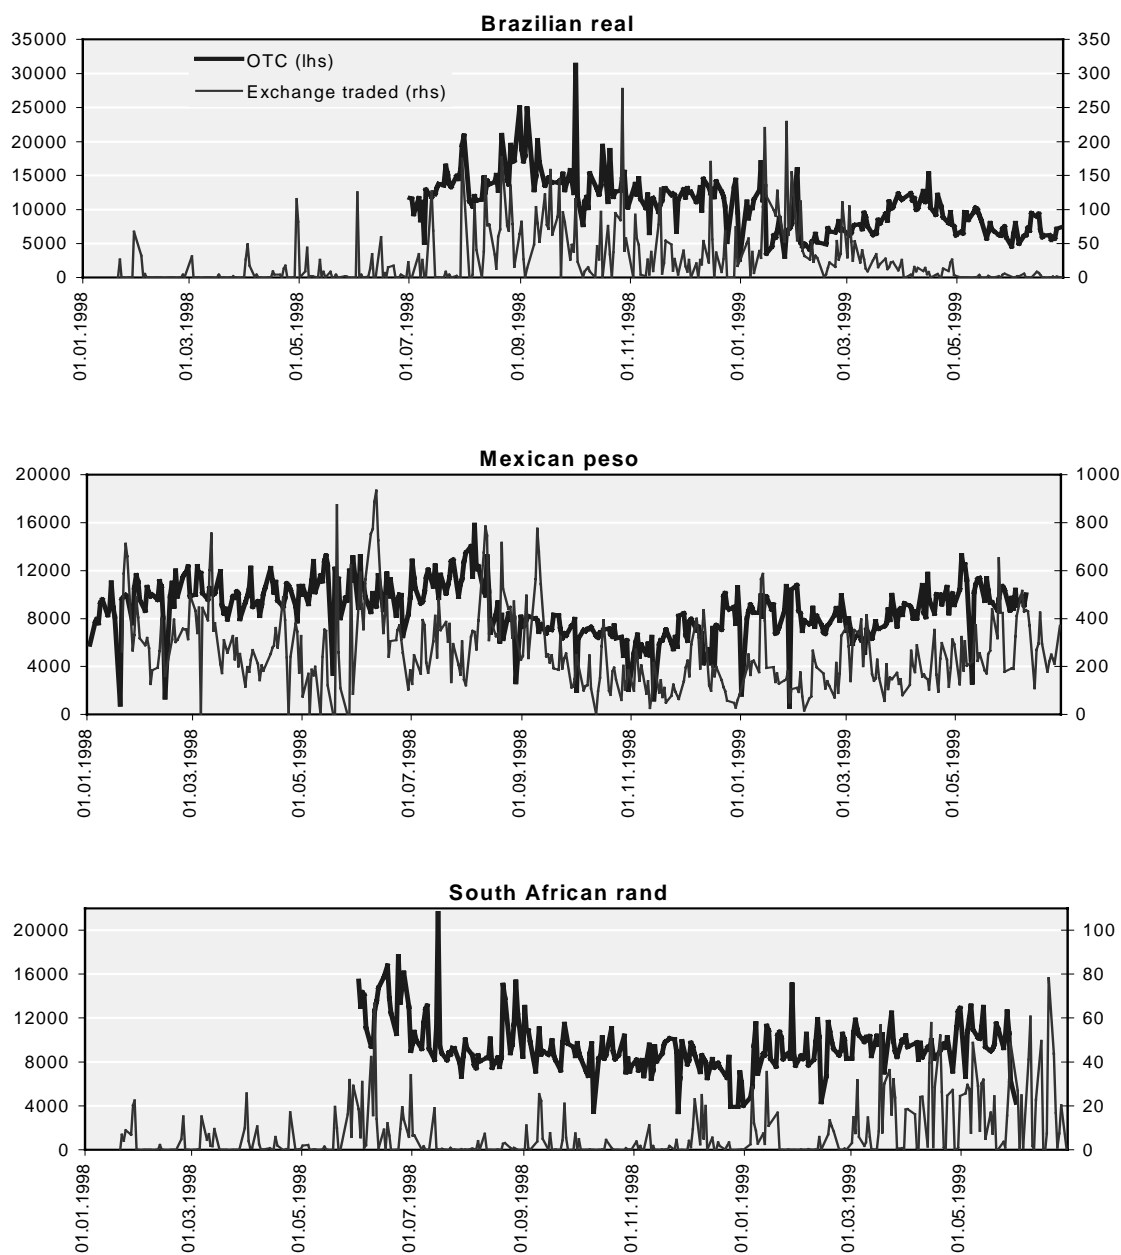 Brazilian real
35000 350
OTC (lhs)
30000 300
Exchange traded (rhs)
25000 250
20000 200
15000 150
10000 100
5000 50
0 0
01.01.1998 01.03.1998 01.05.1998 01.07.1998 01.09.1998 01.11.1998 01.01.1999 01.03.1999 01.05.1999
Mexican peso
20000 1000
16000 800
12000 600
8000 400
4000 200
0 0
01.01.1998 01.03.1998 01.05.1998 01.07.1998 01.09.1998 01.11.1998 01.01.1999 01.03.1999 01.05.1999
South African rand
20000 100
16000 80
12000 60
8000 40
4000 20
0 0
01.01.1998 01.03.1998 01.05.1998 01.07.1998 01.09.1998 01.11.1998 01.01.1999 01.03.1999 01.05.1999